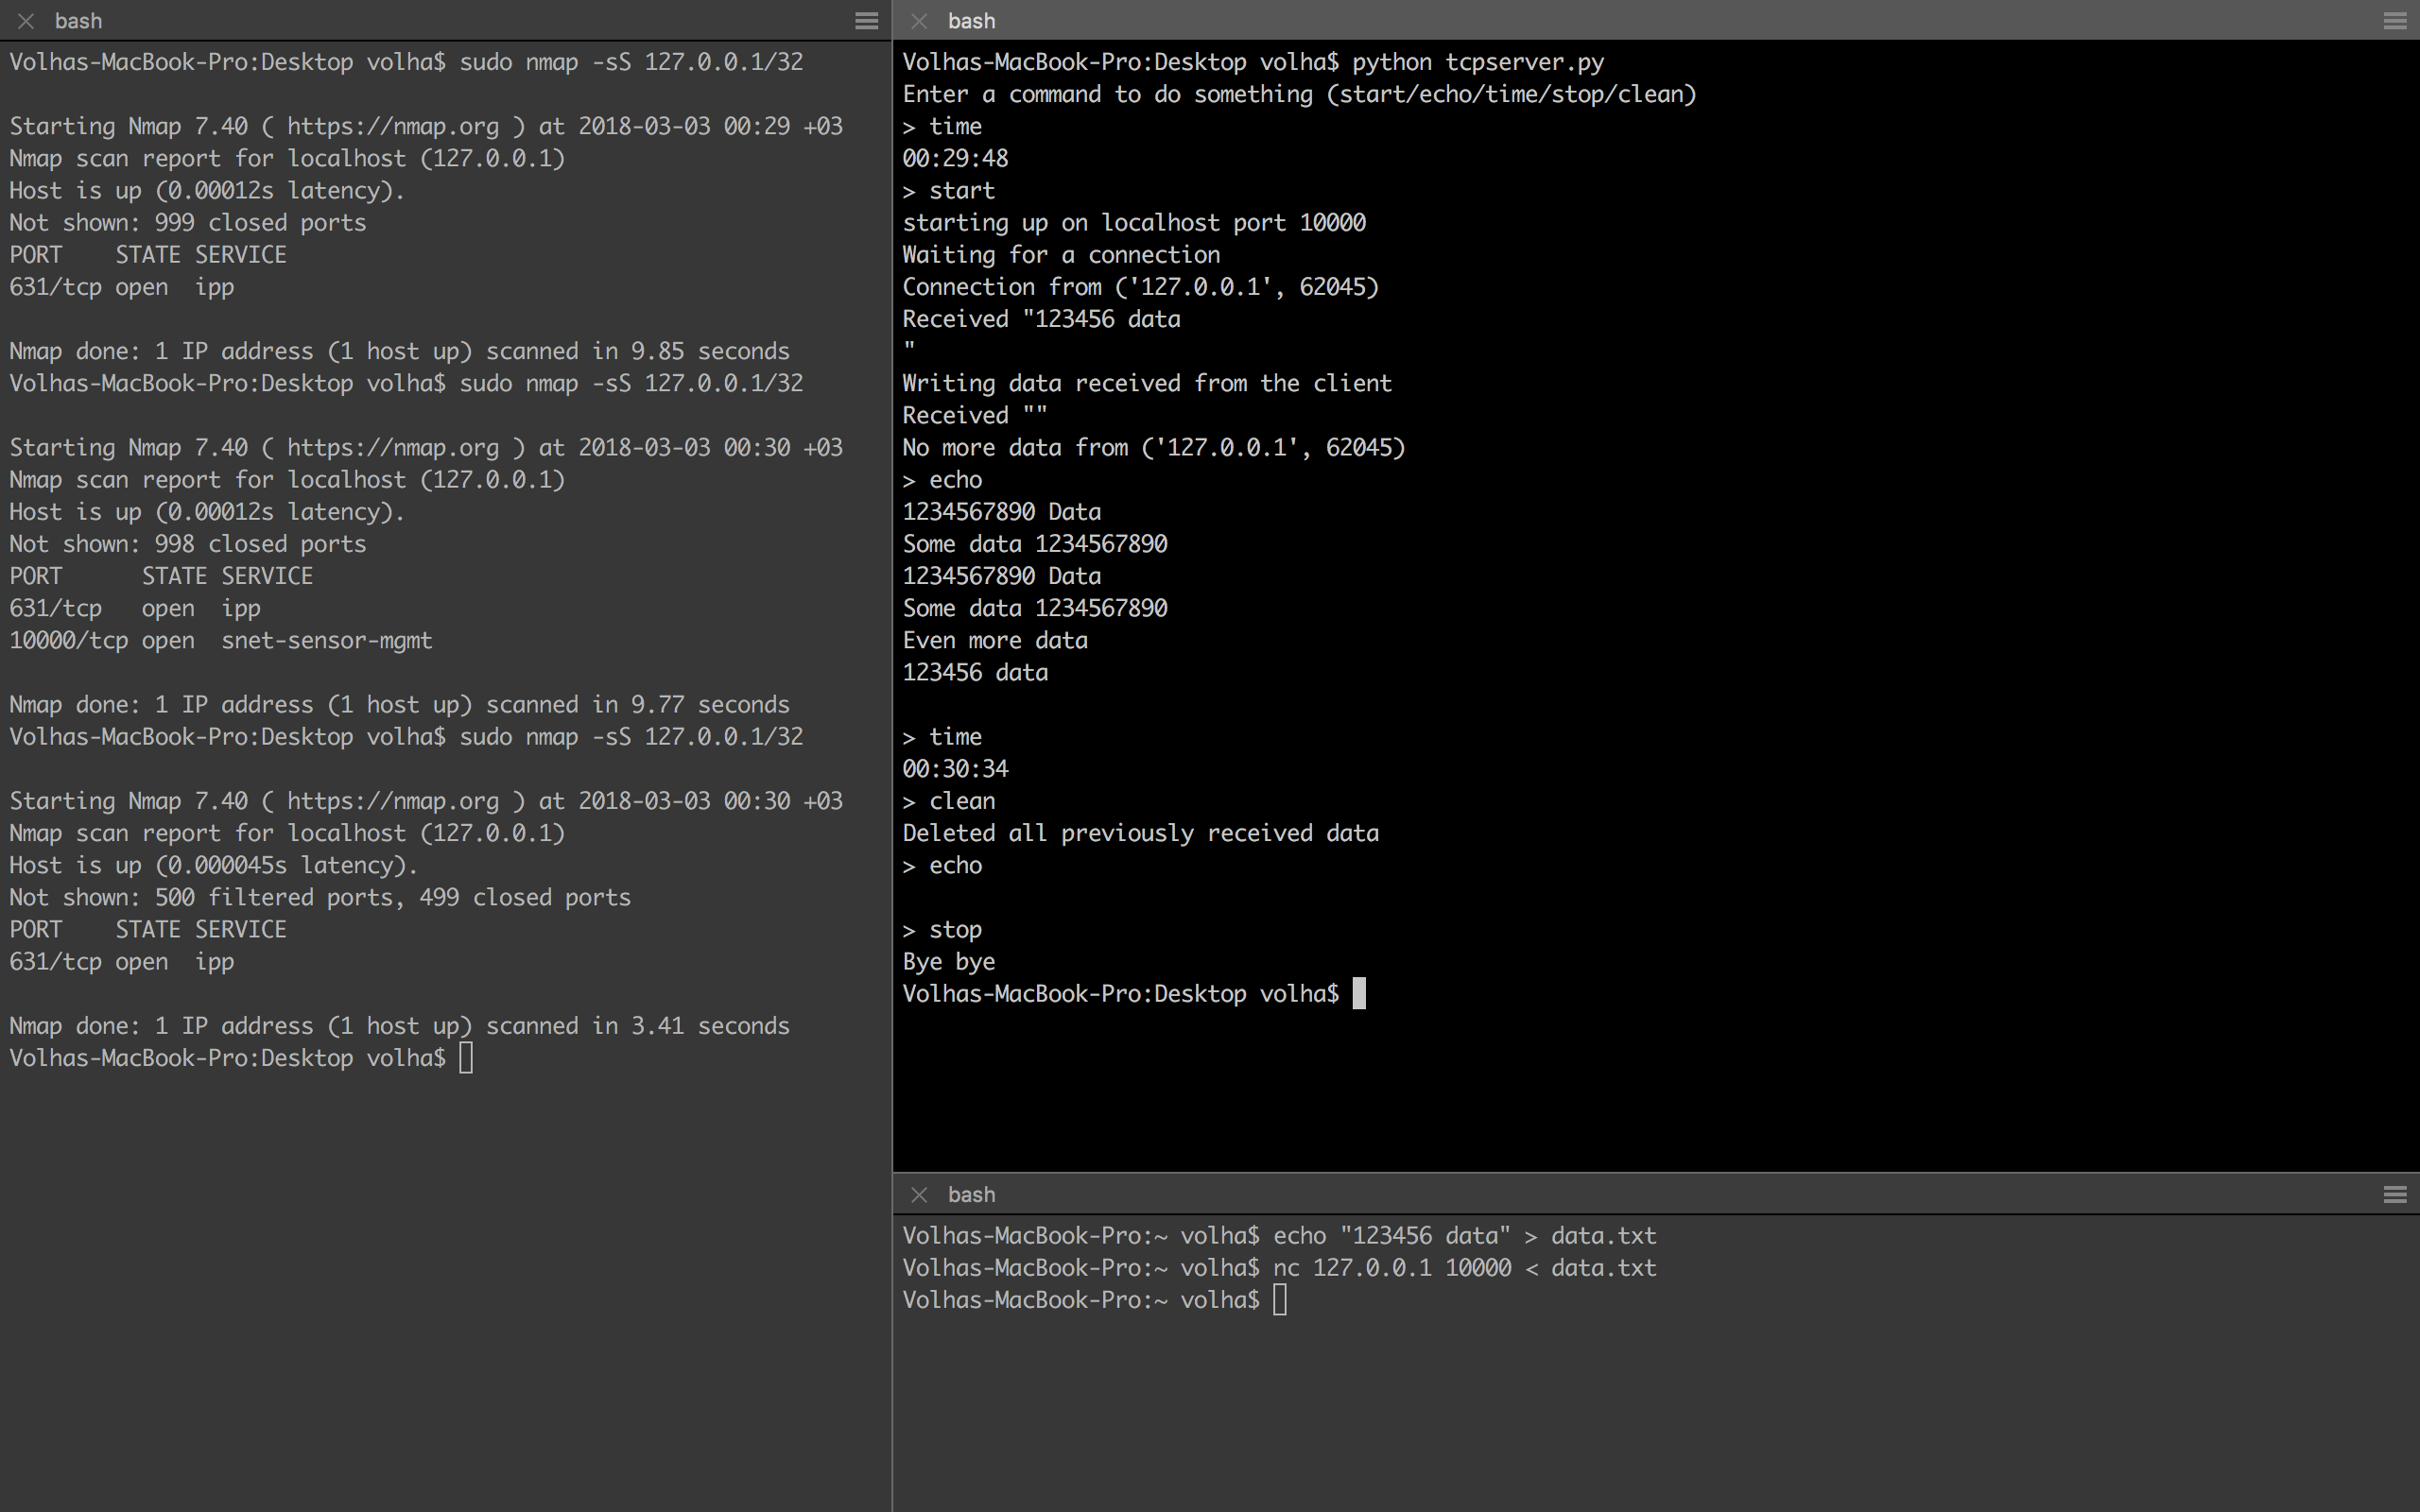 bash
Volhas-MacBook-Pro:Desktop volha$ sudo nmap -sS 127.0.0.1/32
Starting Nmap 7.40 ( https://nmap.org ) at 2018-03-03 00:29 +03
Nmap scan report for localhost (127.0.0.1)
Host is up (0.00012s latency).
Not shown: 999 closed ports
PORT    STATE SERVICE
631/tcp open  ipp
Nmap done: 1 IP address (1 host up) scanned in 9.85 seconds
Volhas-MacBook-Pro:Desktop volha$ sudo nmap -sS 127.0.0.1/32
Starting Nmap 7.40 ( https://nmap.org ) at 2018-03-03 00:30 +03
Nmap scan report for localhost (127.0.0.1)
Host is up (0.00012s latency).
Not shown: 998 closed ports
PORT      STATE SERVICE
631/tcp   open  ipp
10000/tcp open  snet-sensor-mgmt
Nmap done: 1 IP address (1 host up) scanned in 9.77 seconds
Volhas-MacBook-Pro:Desktop volha$ sudo nmap -sS 127.0.0.1/32
Starting Nmap 7.40 ( https://nmap.org ) at 2018-03-03 00:30 +03
Nmap scan report for localhost (127.0.0.1)
Host is up (0.000045s latency).
Not shown: 500 filtered ports, 499 closed ports
PORT    STATE SERVICE
631/tcp open  ipp
Nmap done: 1 IP address (1 host up) scanned in 3.41 seconds
Volhas-MacBook-Pro:Desktop volha$
bash
Volhas-MacBook-Pro:Desktop volha$ python tcpserver.py
Enter a command to do something (start/echo/time/stop/clean)
> time
00:29:48
> start
starting up on localhost port 10000
Waiting for a connection
Connection from ('127.0.0.1', 62045)
Received "123456 data
"
Writing data received from the client
Received ""
No more data from ('127.0.0.1', 62045)
> echo
1234567890 Data
Some data 1234567890
1234567890 Data
Some data 1234567890
Even more data
123456 data
> time
00:30:34
> clean
Deleted all previously received data
> echo
> stop
Bye bye
Volhas-MacBook-Pro:Desktop volha$
bash
Volhas-MacBook-Pro:~ volha$ echo "123456 data" > data.txt
Volhas-MacBook-Pro:~ volha$ nc 127.0.0.1 10000 < data.txt
Volhas-MacBook-Pro:~ volha$